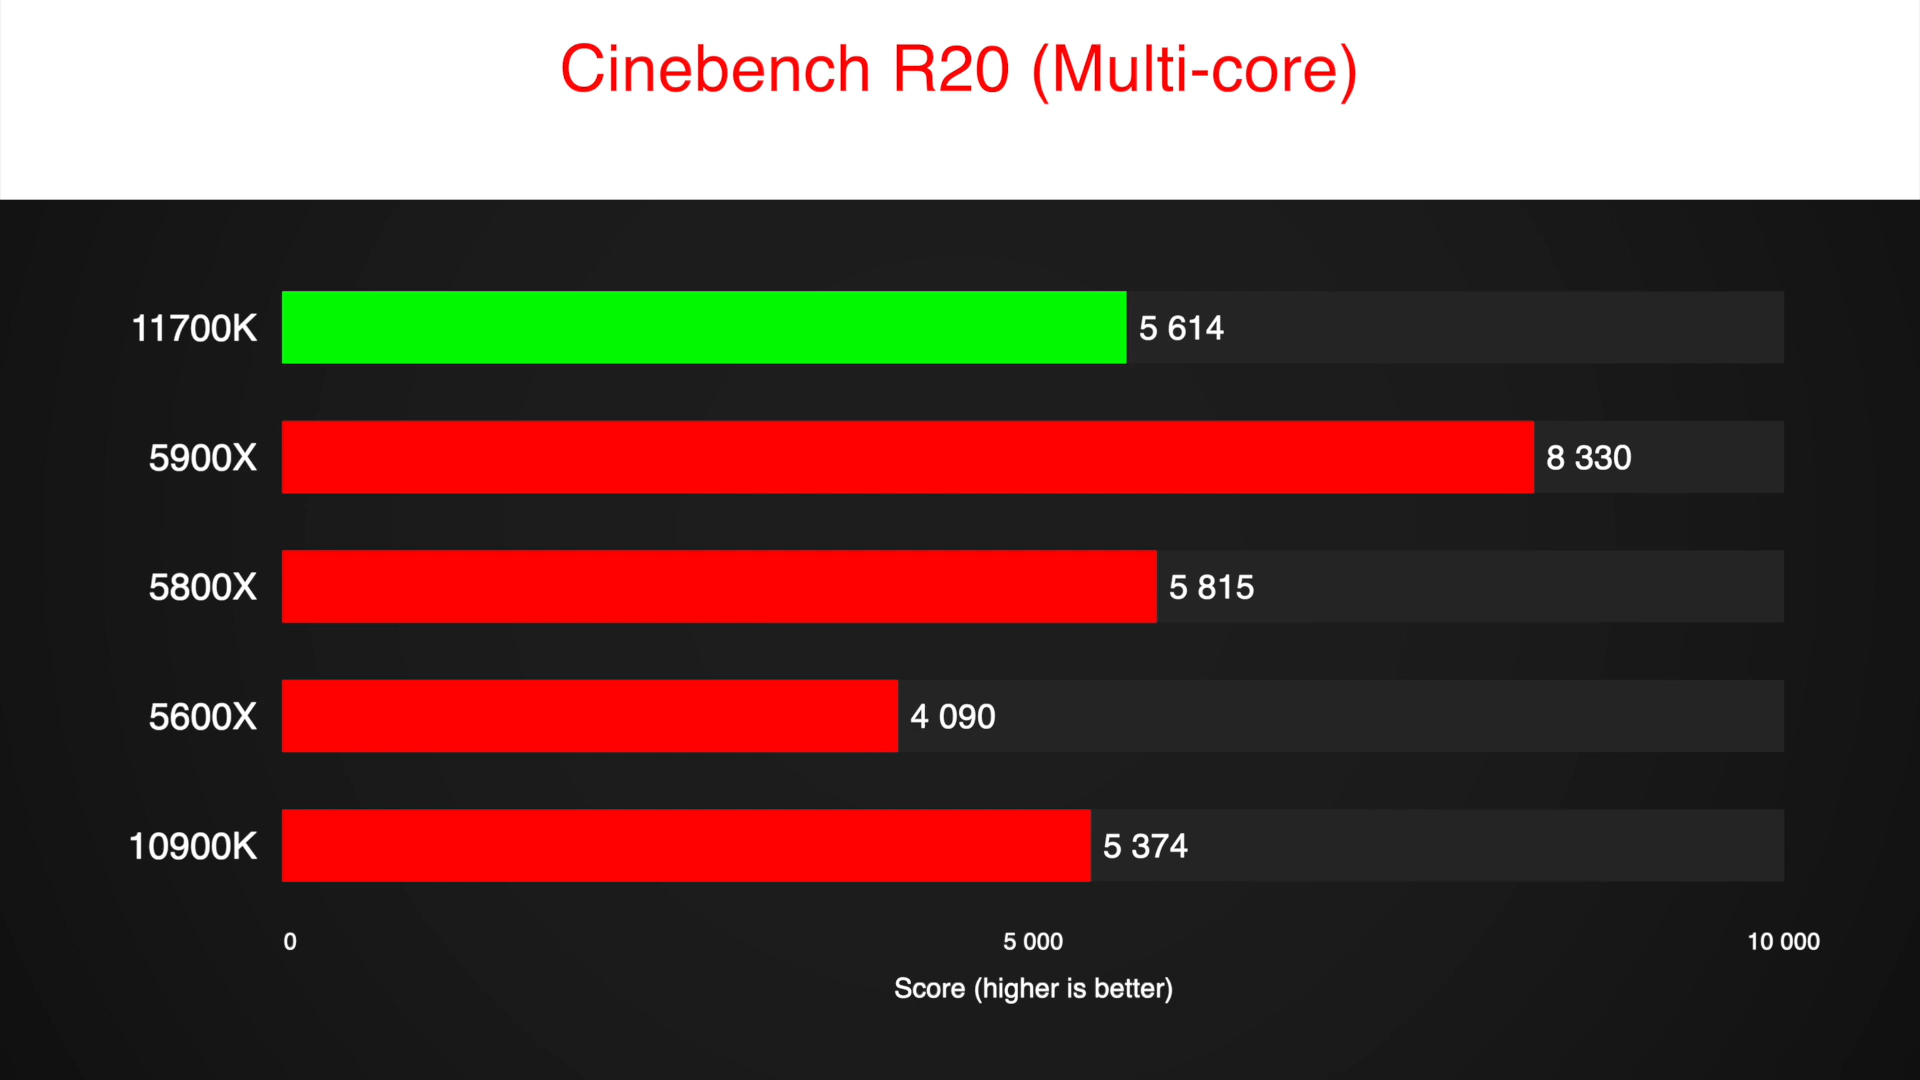 Cinebench R20 (Multi-core)
11700K 5 614
5900X 8 330
5800X 5 815
5600X 4 090
10900K 5 374
0 5 000 10 000
Score (higher is better)